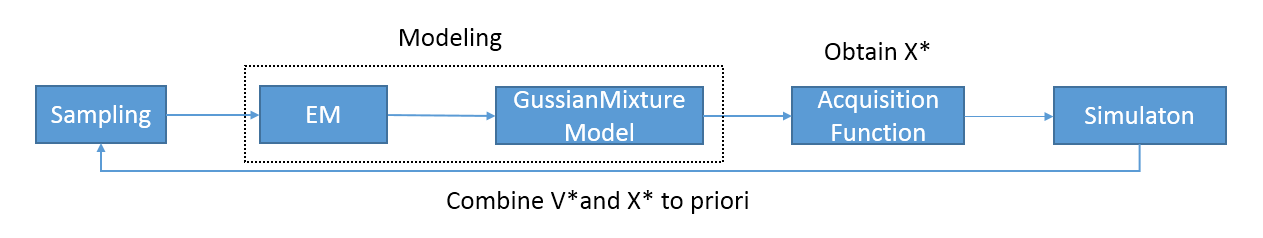 Modeling
Obtain X*
Sampling
EM
GussianMixture
Model
Acquisition
Function
Simulaton
Combine V*and X* to priori